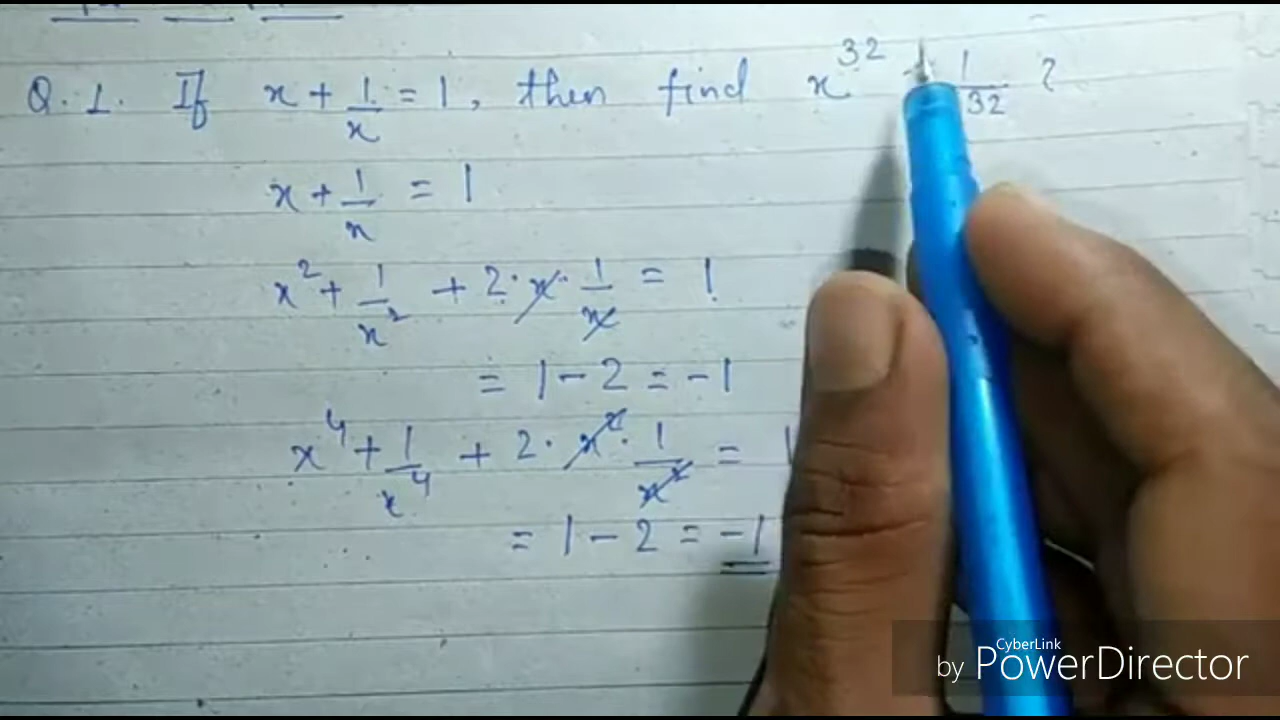 Q. 1. If x + 1/x = 1, then find x^32 + 1/32 ?
x + 1/x = 1
x^2 + 1/x^2 + 2 · x · 1/x = 1
= 1 - 2 = -1
x^4 + 1/x^4 + 2 · x^2 · 1/x^2 = 1
= 1 - 2 = -1
CyberLink
by PowerDirector